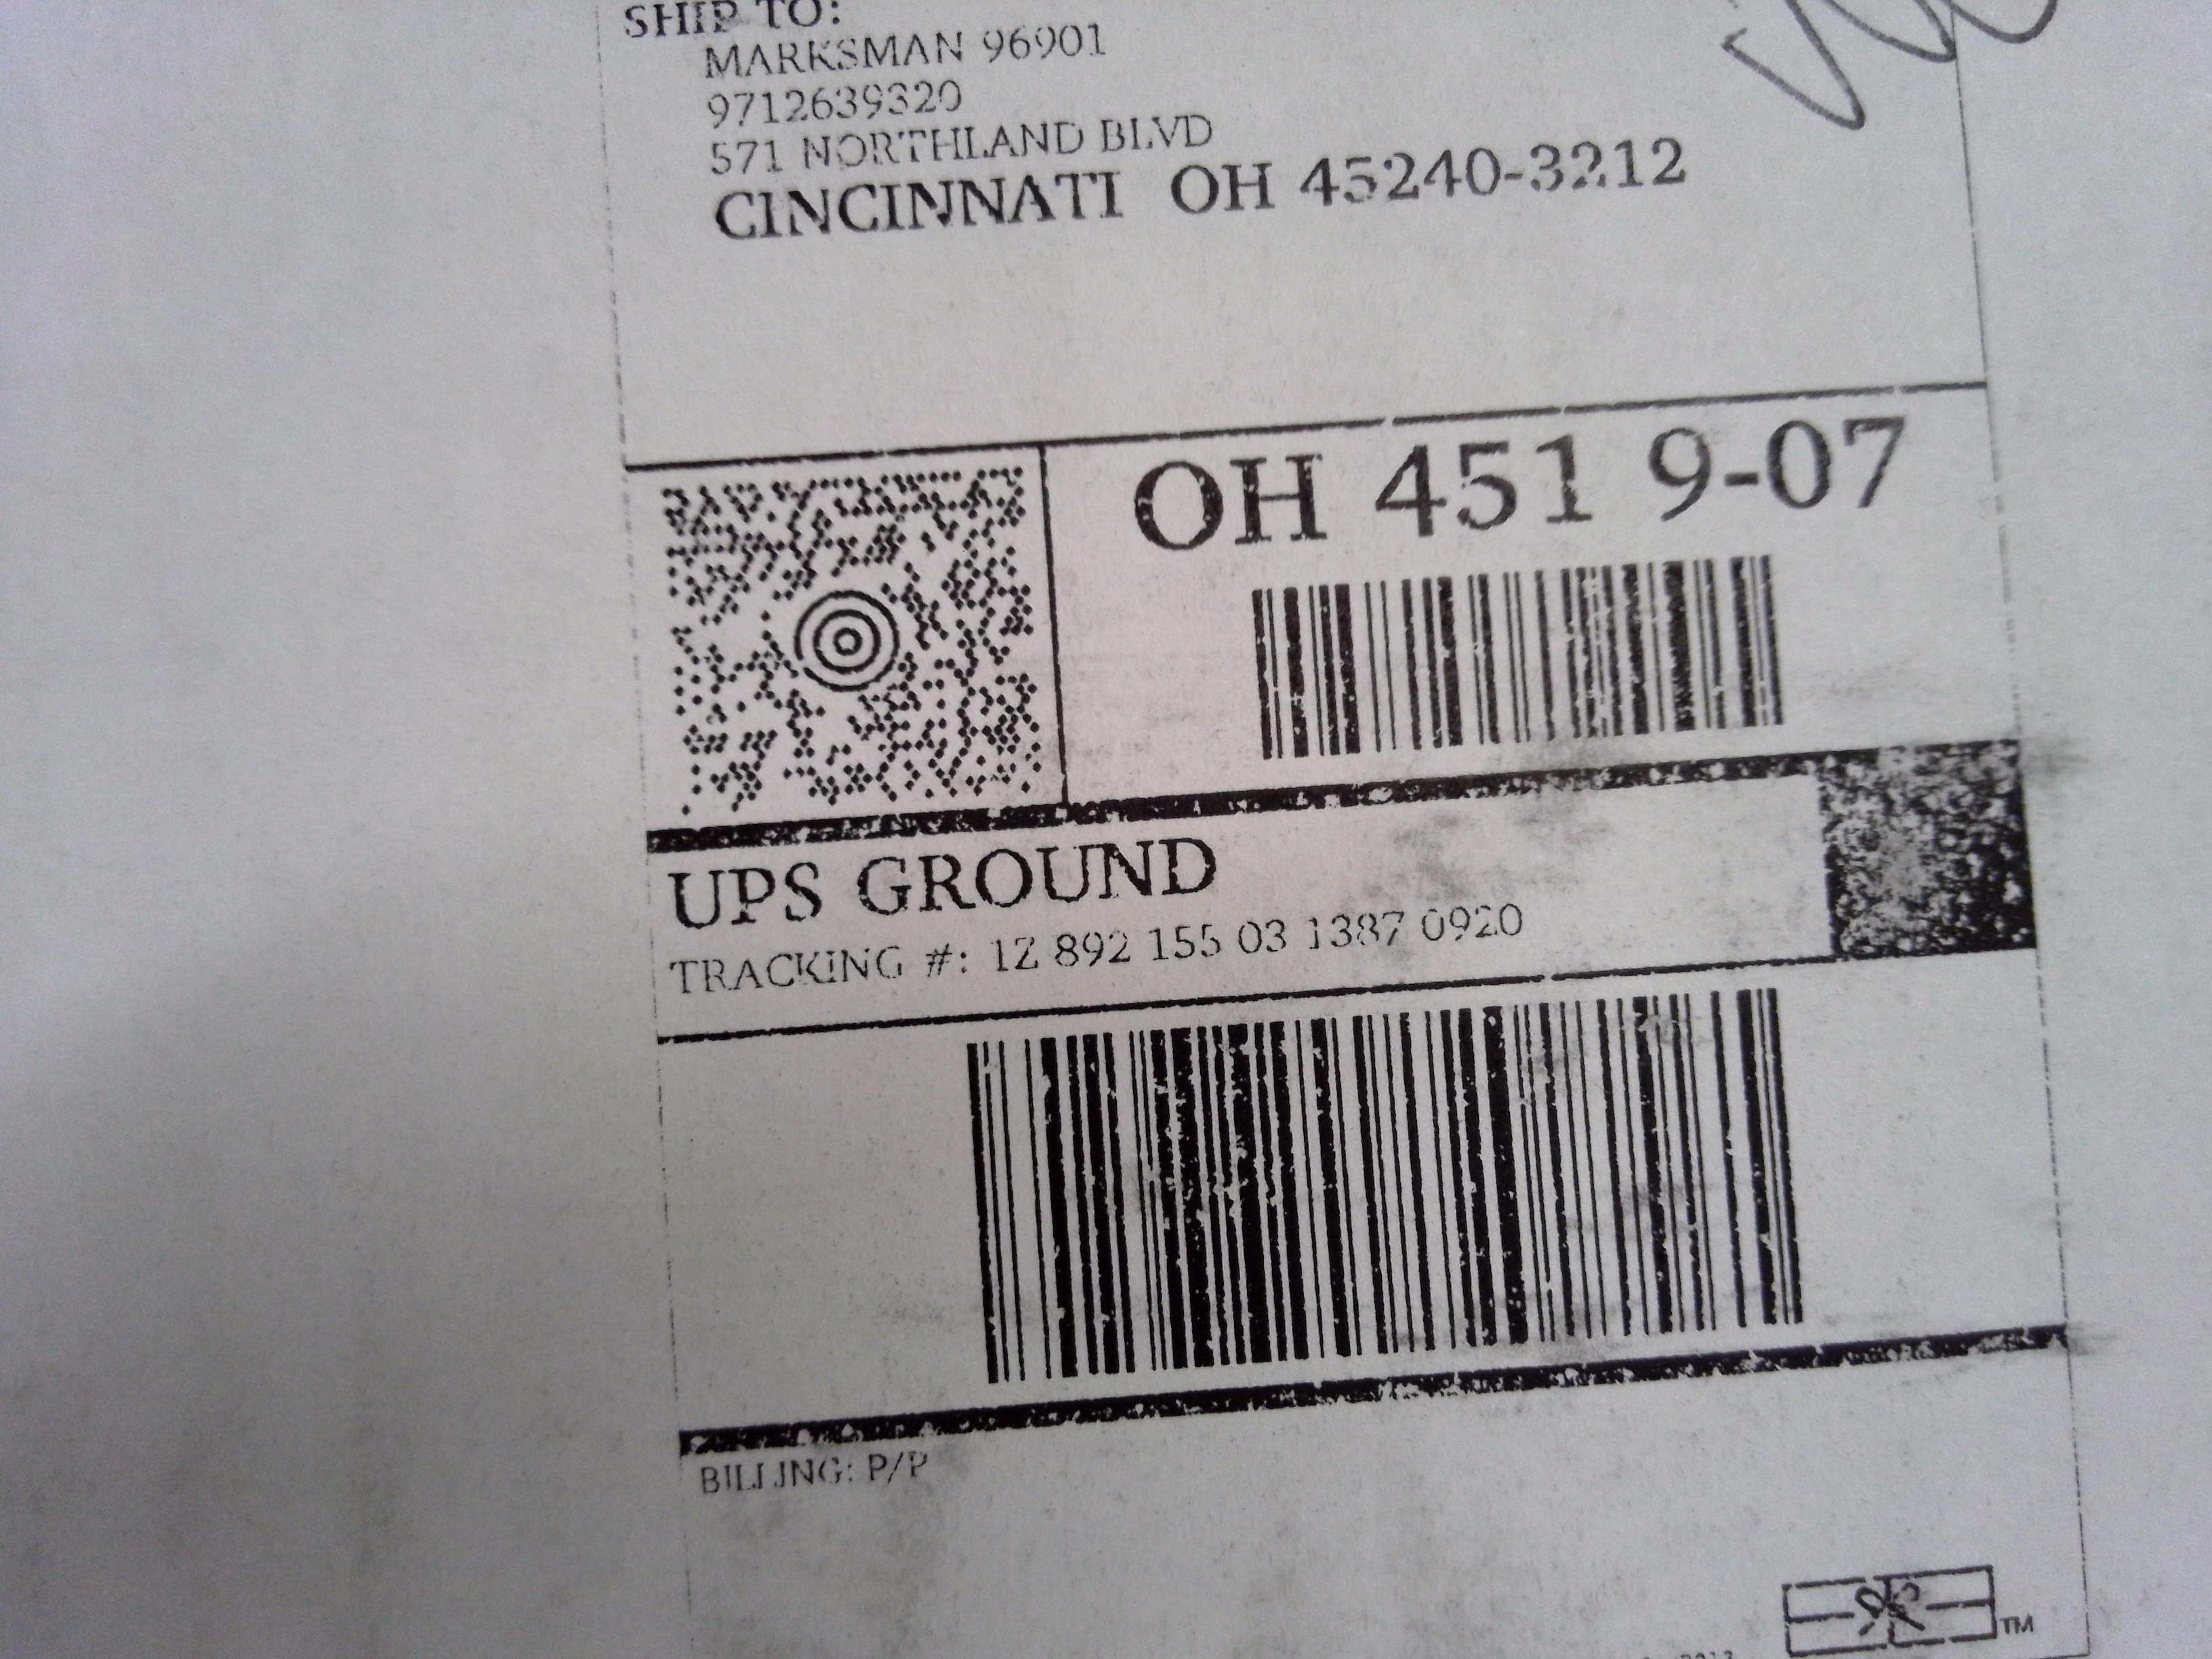 SHIP TO:
MARKSMAN 96901
9712639320
571 NORTHLAND BLVD
CINCINNATI OH 45240-3212
OH 451 9-07
UPS GROUND
TRACKING #: 1Z 892 155 03 1387 0920
BILLING: P/P
TM